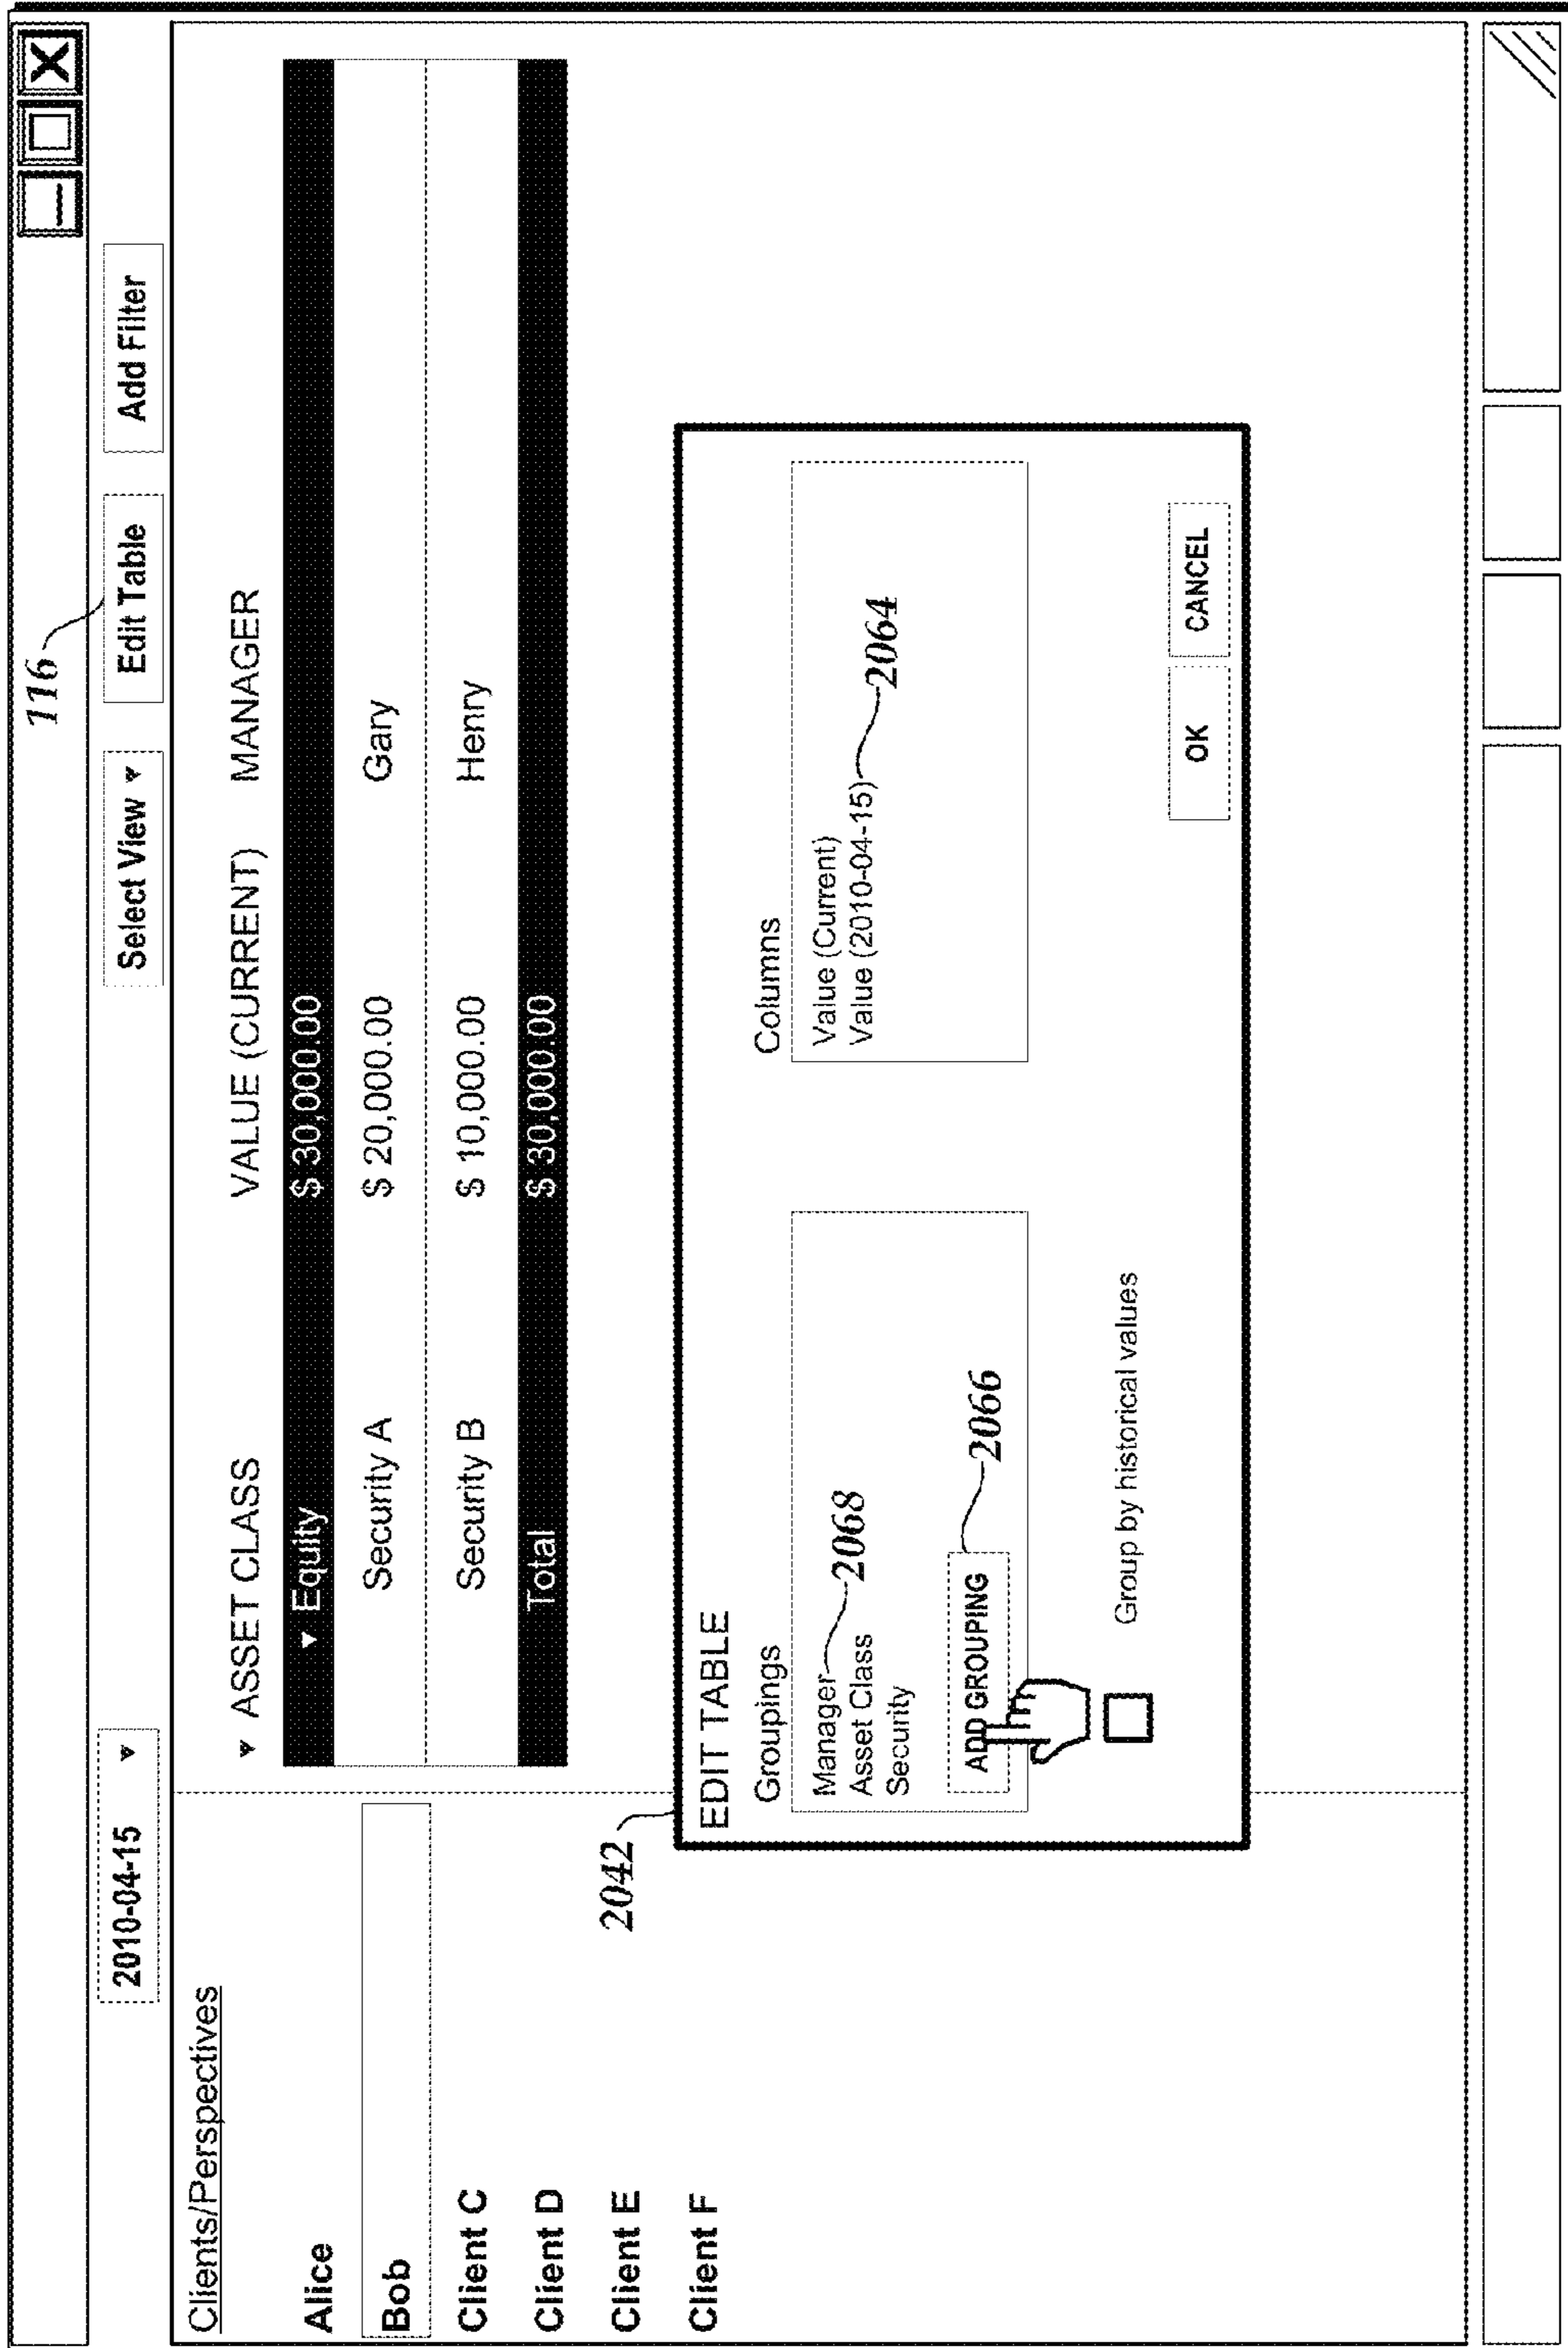 116
2010-04-15 ▼ Select View ▼ Edit Table Add Filter
Clients/Perspectives
Alice
Bob
Client C
Client D
Client E
Client F
▼ ASSET CLASS VALUE (CURRENT) MANAGER
▼ Equity $ 30,000.00
Security A $ 20,000.00 Gary
Security B $ 10,000.00 Henry
Total $ 30,000.00
2042
EDIT TABLE
Groupings
Manager 2068
Asset Class
Security
ADD GROUPING 2066
Group by historical values
Columns
Value (Current)
Value (2010-04-15) 2064
OK CANCEL